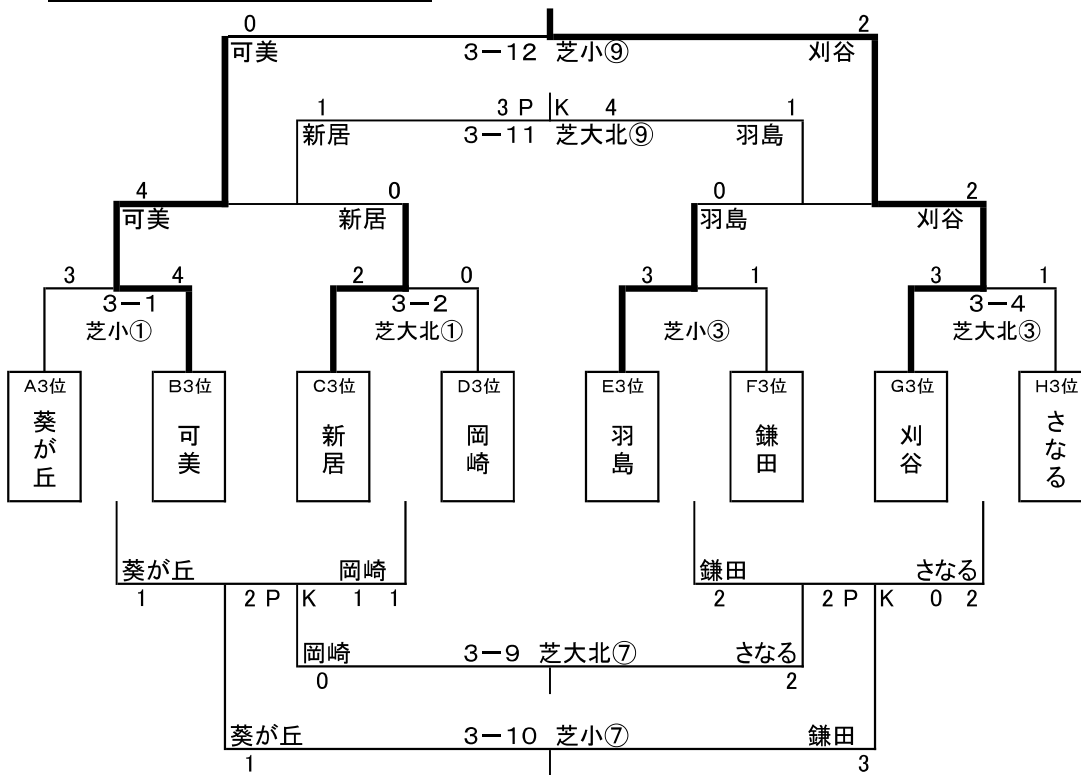 0 2
可美 3-12 芝小⑨ 刈谷
1 3 P K 4 1
新居 3-11 芝大北⑨ 羽島
4 0 0 2
可美 新居 羽島 刈谷
3 4 2 0 3 1 3 1
3-1 3-2 3-4
芝小① 芝大北① 芝小③ 芝大北③
A3位 B3位 C3位 D3位 E3位 F3位 G3位 H3位
葵が丘 可美 新居 岡崎 羽島 鎌田 刈谷 さなる
葵が丘 岡崎 鎌田 さなる
1 2 P K 1 1 2 2 P K 0 2
岡崎 3-9 芝大北⑦ さなる
0 2
葵が丘 3-10 芝小⑦ 鎌田
1 3